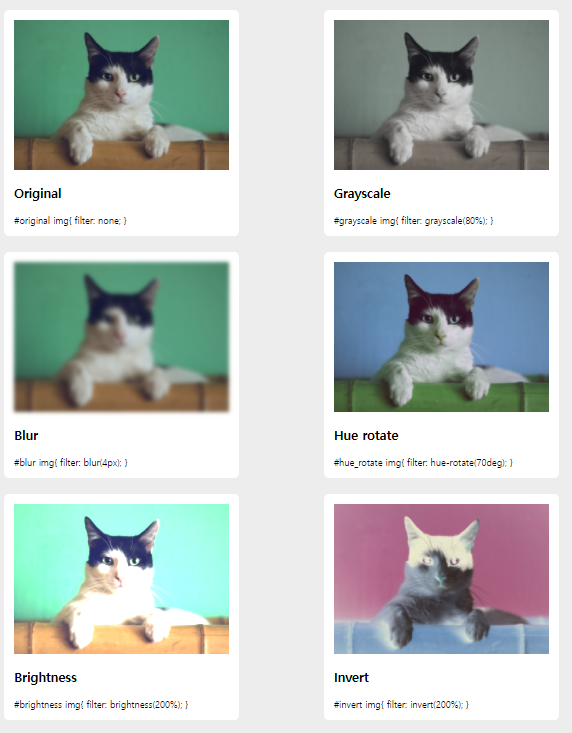 Original
#original img{ filter: none; }
Grayscale
#grayscale img{ filter: grayscale(80%); }
Blur
#blur img{ filter: blur(4px); }
Hue rotate
#hue_rotate img{ filter: hue-rotate(70deg); }
Brightness
#brightness img{ filter: brightness(200%); }
Invert
#invert img{ filter: invert(200%); }